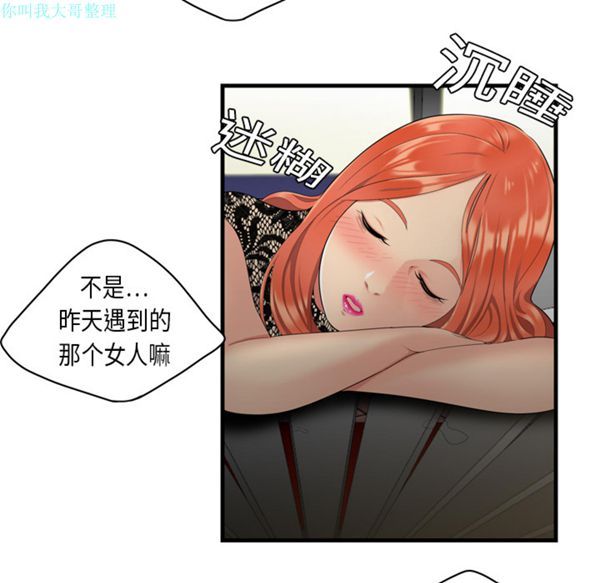 你叫我大哥整理
沉睡
迷糊
不是...
昨天遇到的
那个女人嘛